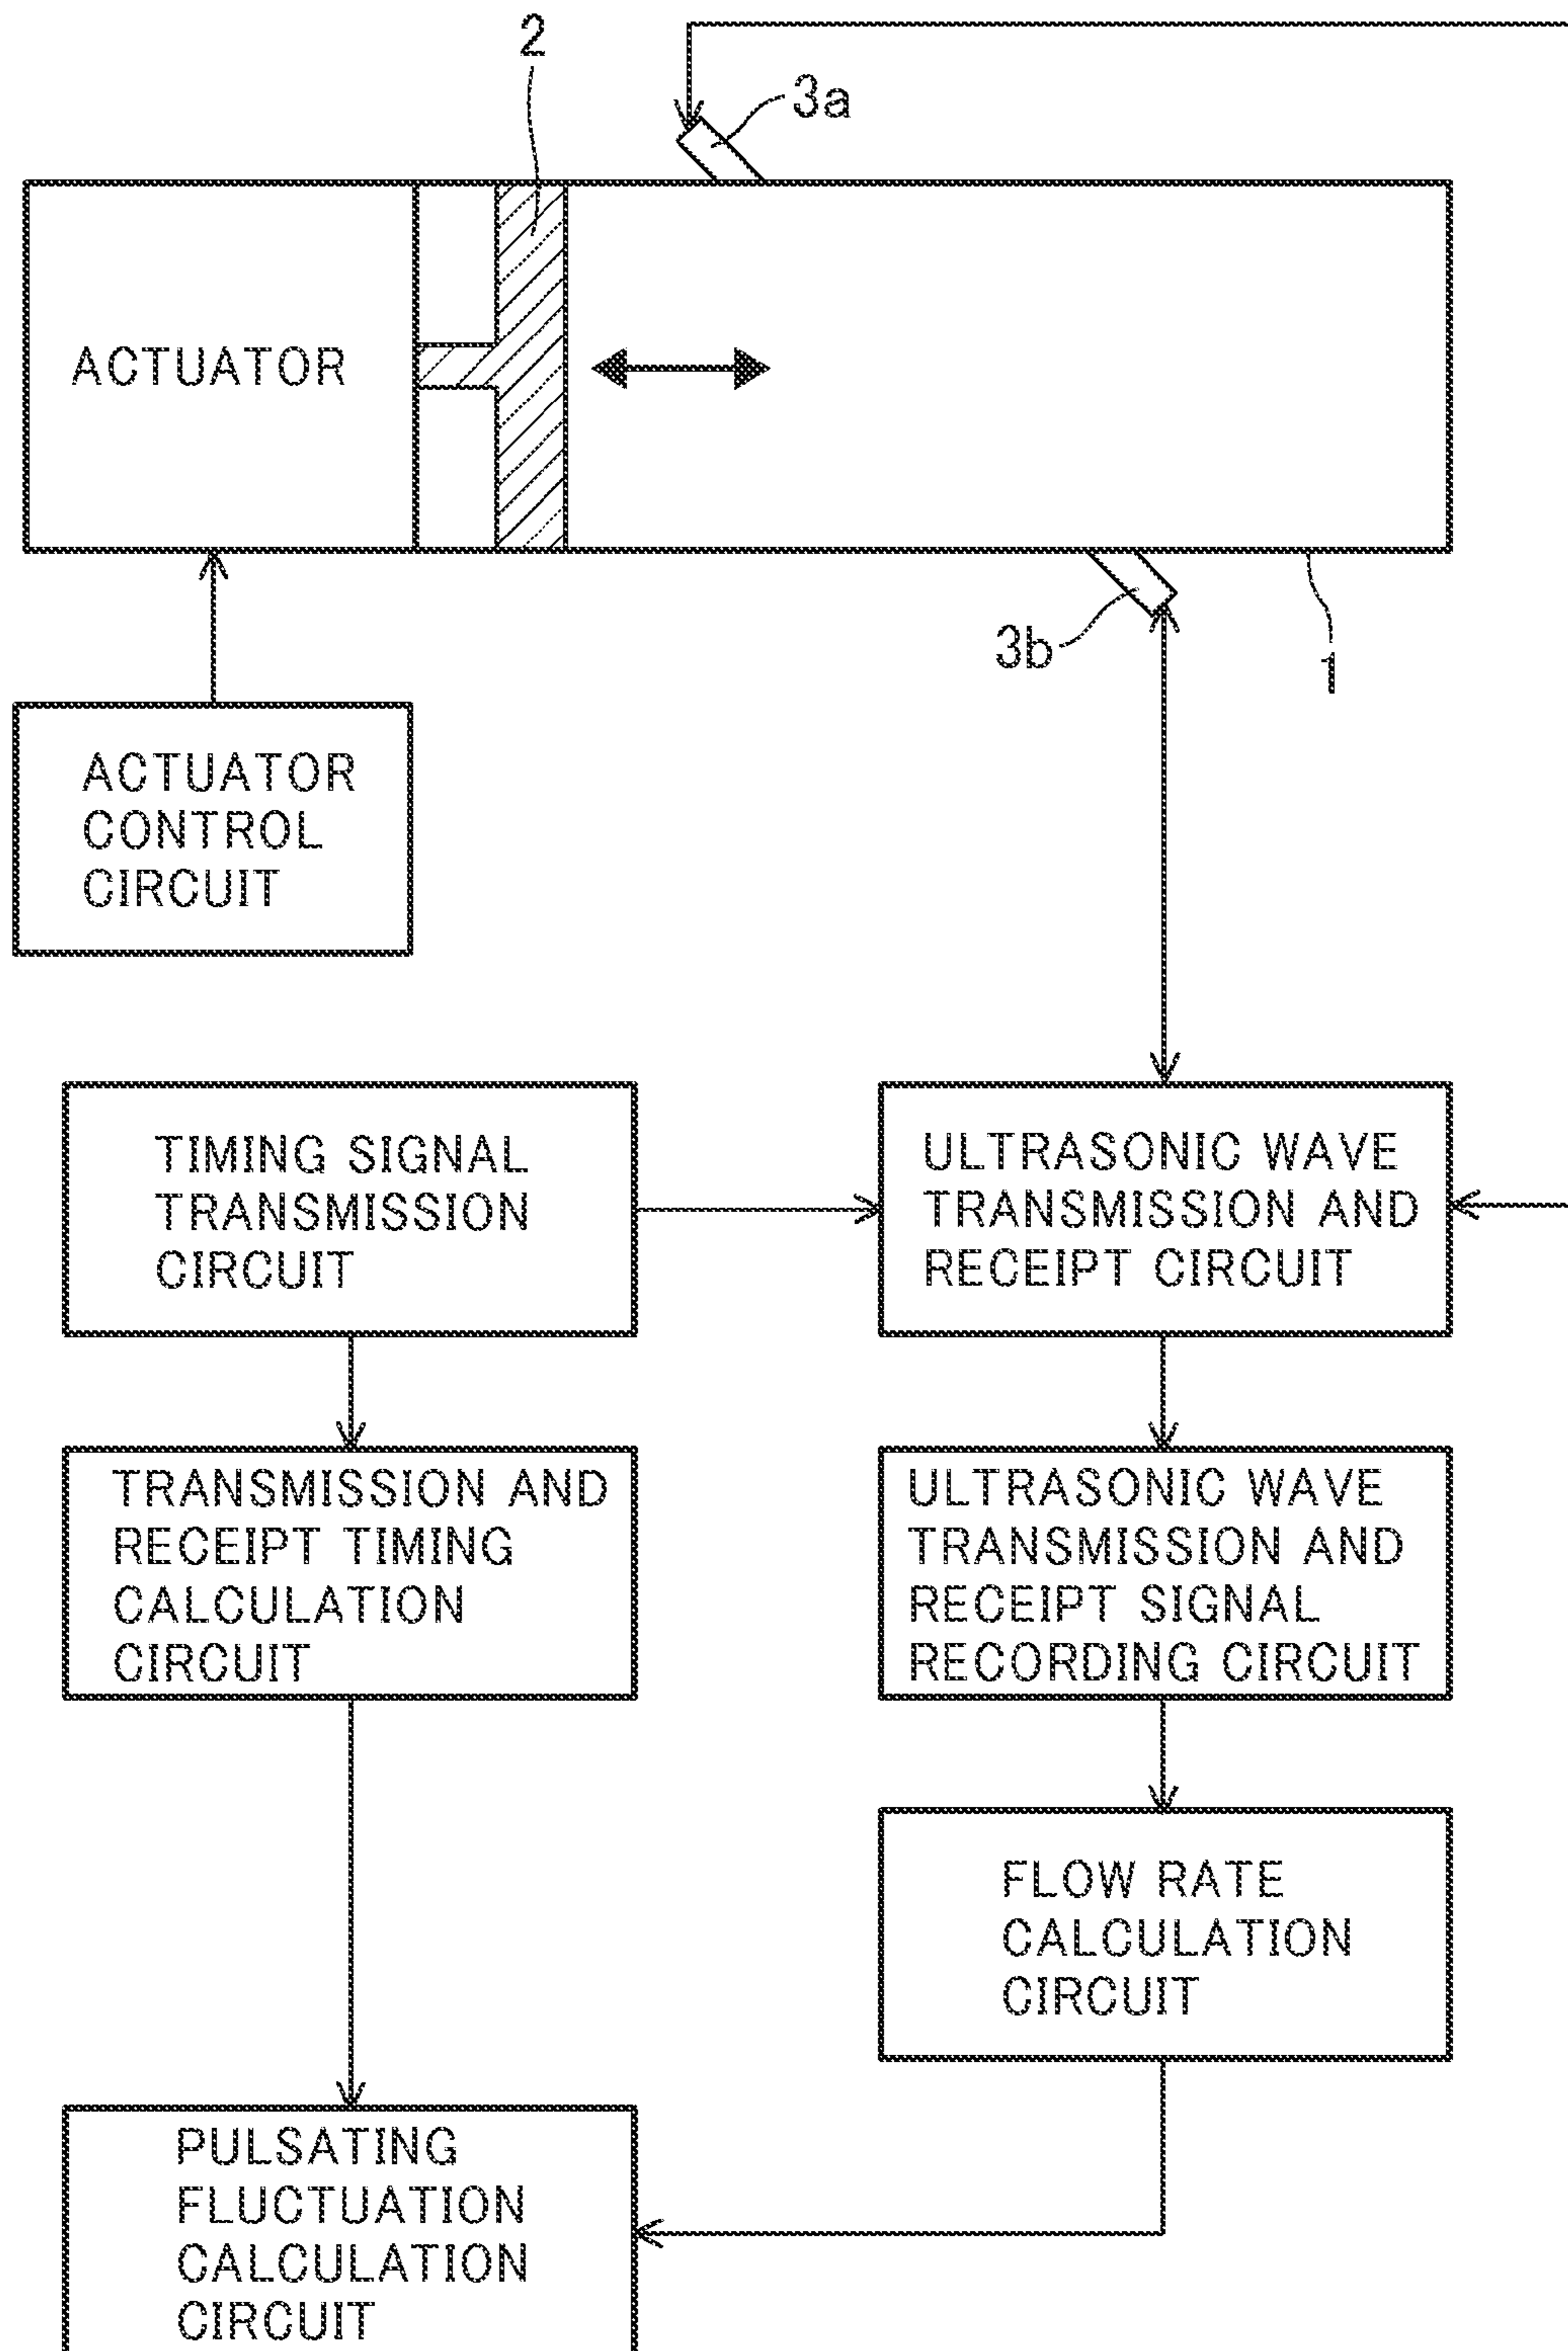 2
3a
ACTUATOR
3b
1
ACTUATOR
CONTROL
CIRCUIT
TIMING SIGNAL
TRANSMISSION
CIRCUIT
ULTRASONIC WAVE
TRANSMISSION AND
RECEIPT CIRCUIT
TRANSMISSION AND
RECEIPT TIMING
CALCULATION
CIRCUIT
ULTRASONIC WAVE
TRANSMISSION AND
RECEIPT SIGNAL
RECORDING CIRCUIT
FLOW RATE
CALCULATION
CIRCUIT
PULSATING
FLUCTUATION
CALCULATION
CIRCUIT